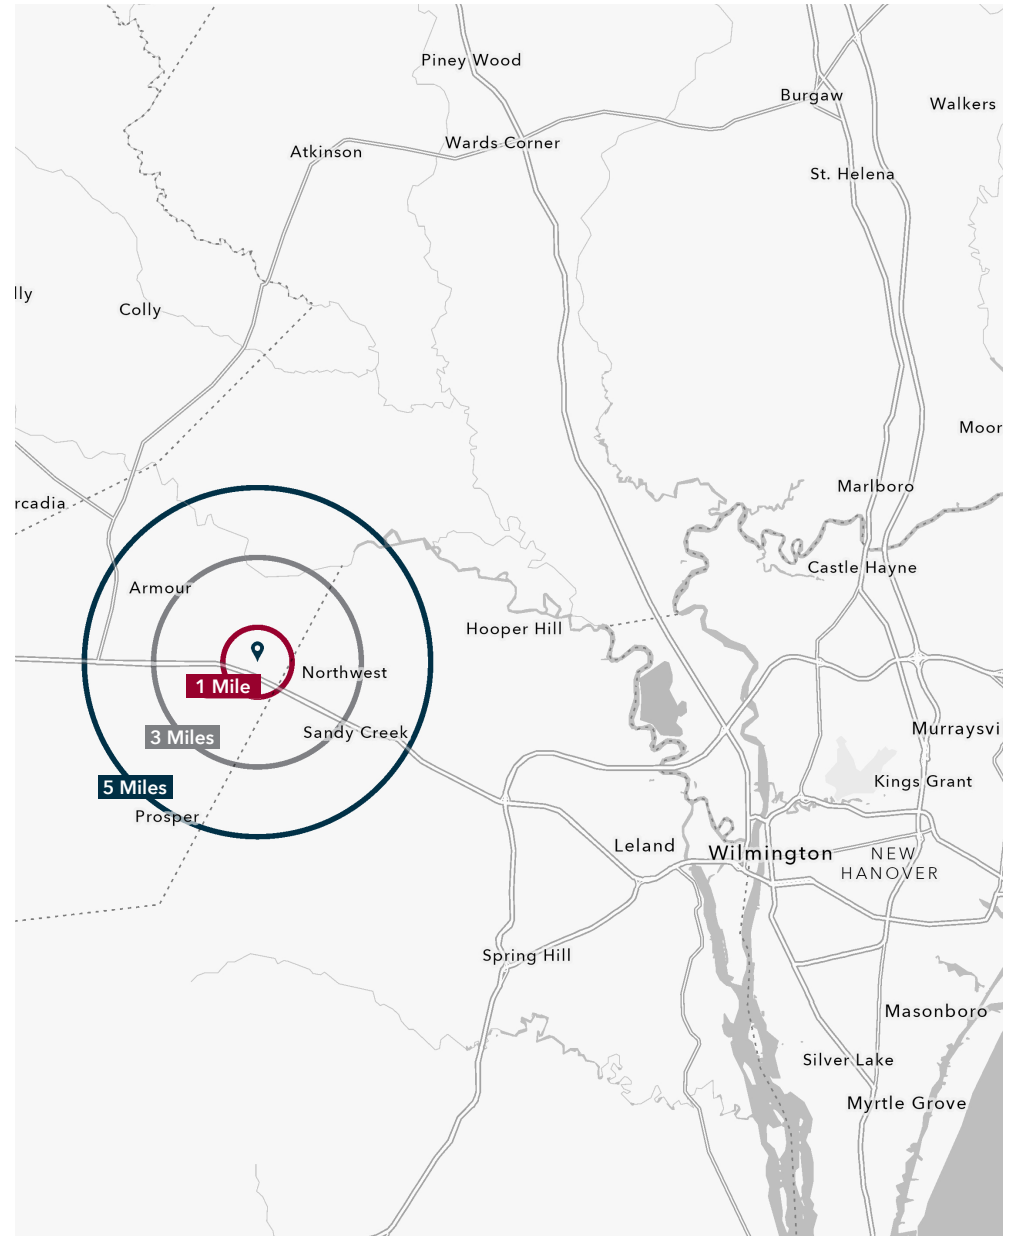 Piney Wood
Burgaw
Walkers
Wards Corner
Atkinson
St. Helena
lly
Colly
Moor
Marlboro
rcadia
Castle Hayne
Armour
Hooper Hill
Northwest
1 Mile
Murraysvi
Sandy Creek
3 Miles
Kings Grant
5 Miles
Prosper
Leland
Wilmington
NEW
HANOVER
Spring Hill
Masonboro
Silver Lake
Myrtle Grove